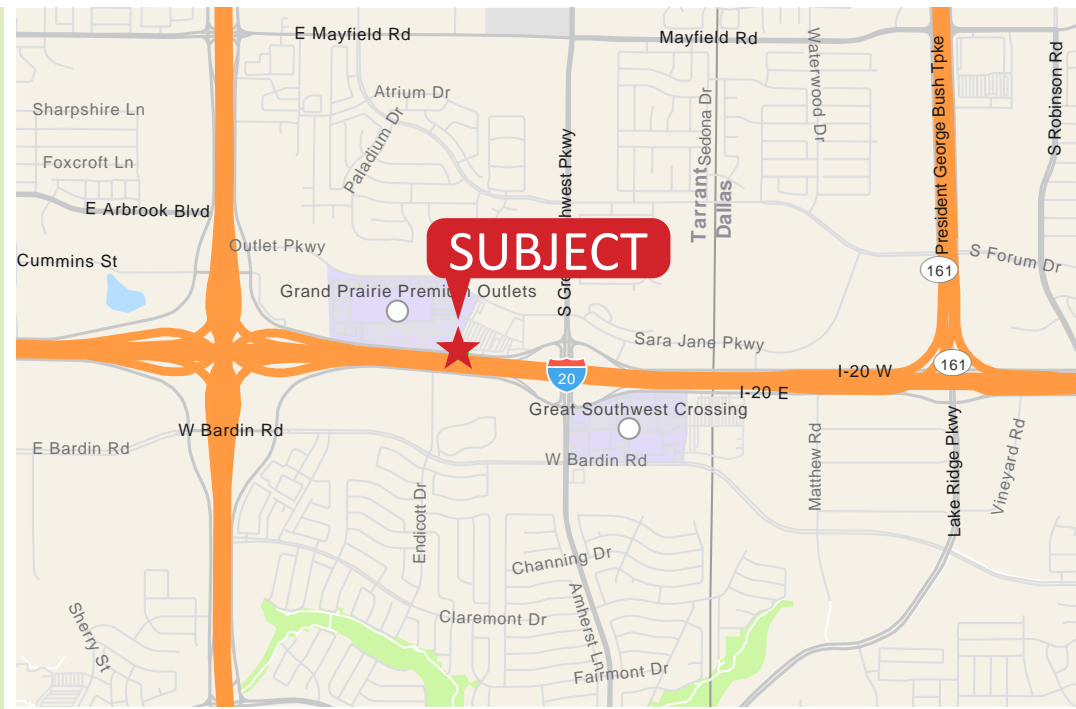 E Mayfield Rd
Mayfield Rd
Waterwood Dr
President George Bush Tpke
S Robinson Rd
Sharpshire Ln
Atrium Dr
Paladium Dr
Sedona Dr
Foxcroft Ln
E Arbrook Blvd
Tarrant
Dallas
Outlet Pkwy
Cummins St
SUBJECT
S Gre hwest Pkwy
S Forum Dr
161
Grand Prairie Premium Outlets
Sara Jane Pkwy
161
I-20 W
20
I-20 E
Great Southwest Crossing
W Bardin Rd
E Bardin Rd
W Bardin Rd
Matthew Rd
Lake Ridge Pkwy
Vineyard Rd
Endicott Dr
Channing Dr
Claremont Dr
Amherst Ln
Sherry St
Fairmont Dr